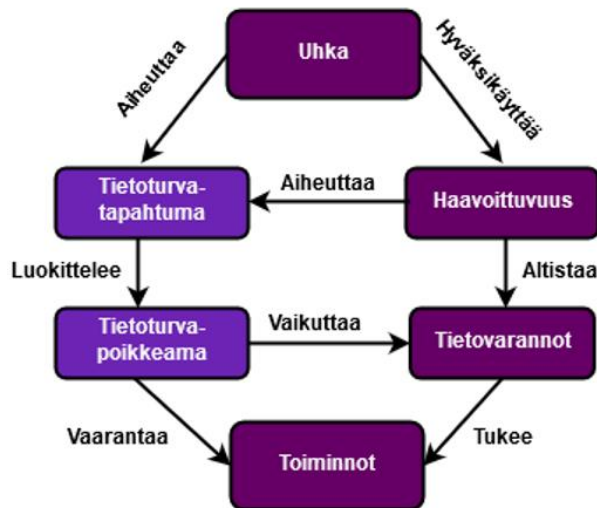 Uhka
Aiheuttaa
Hyväksikäyttää
Tietoturva-
tapahtuma
Aiheuttaa
Haavoittuvuus
Luokittelee
Altistaa
Tietoturva-
poikkeama
Vaikuttaa
Tietovarannot
Vaarantaa
Tukee
Toiminnot